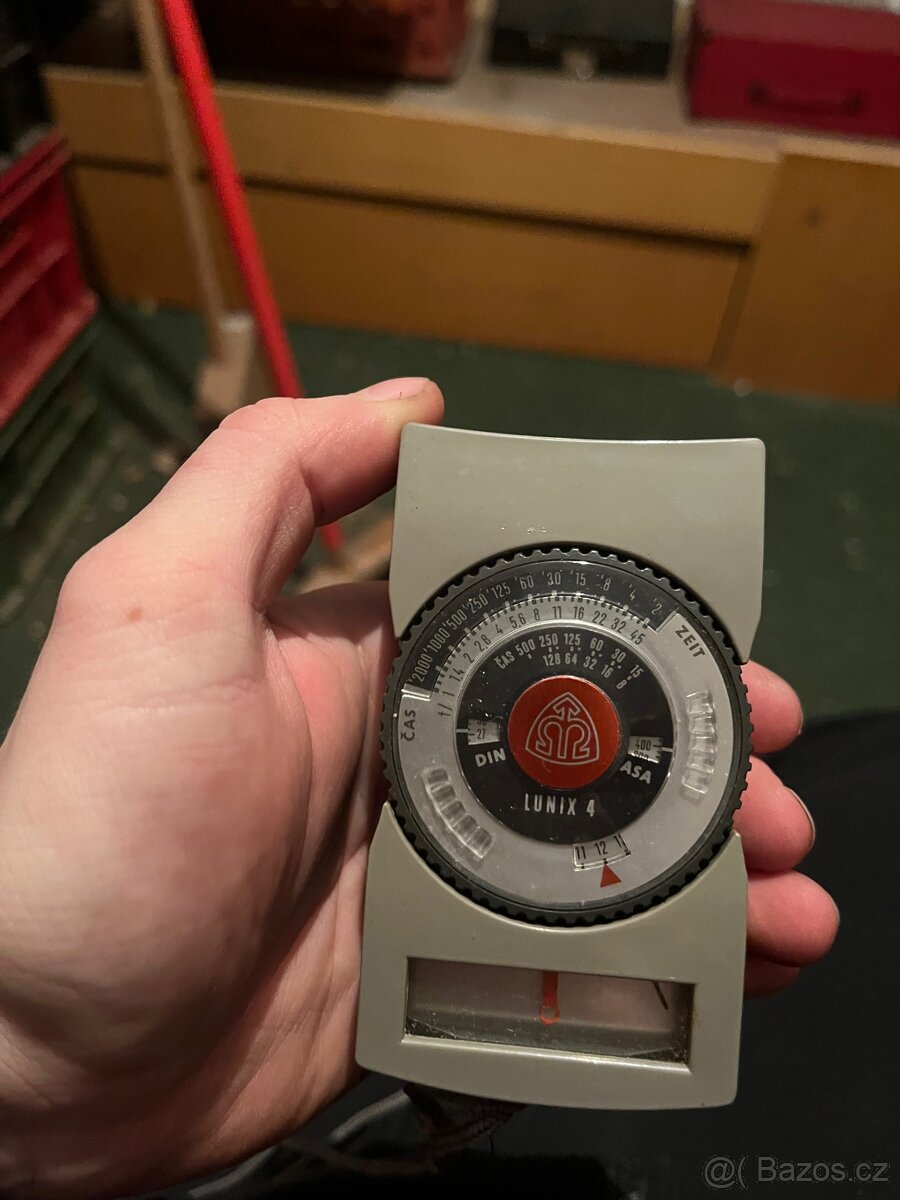 '2000 '1000 '500 '250 '125 '60 '30 '15 '8 '4 '2
f/ 1 1,4 2 2.8 4 5,6 8 11 16 22 32 45
ZEIT
ČAS
ČAS 500 250 125 60 30 15
128 64 32 16 8
27
400
DIN
ASA
LUNIX 4
11 12
@( Bazos.cz